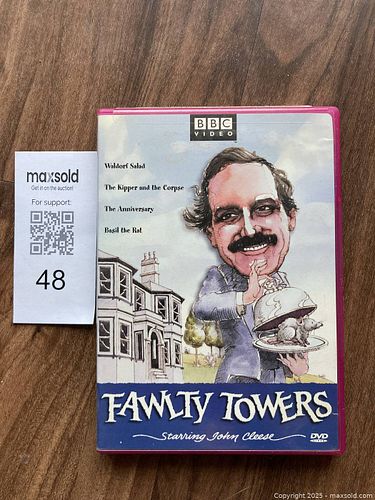 maxsold
Get in on the auction!
For support:
48
BBC
VIDEO
Waldorf Salad
The Kipper and the Corpse
The Anniversary
Basil the Rat
FAWLTY TOWERS
Starring John Cleese
DVD
VIDEO
Copyright 2025 - maxsold.com